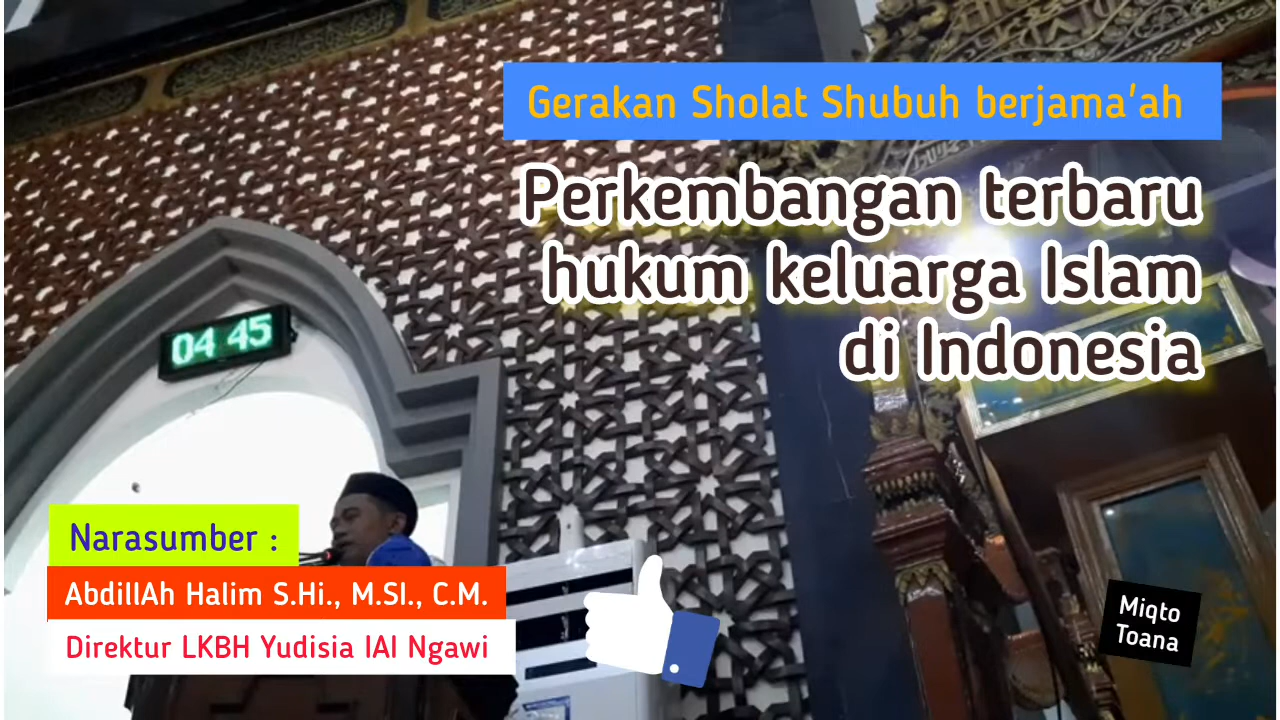 Gerakan Sholat Shubuh berjama'ah
Perkembangan terbaru
hukum keluarga Islam
di Indonesia
04 45
Narasumber :
AbdillAh Halim S.Hi., M.SI., C.M.
Direktur LKBH Yudisia IAI Ngawi
Miqto
Toana